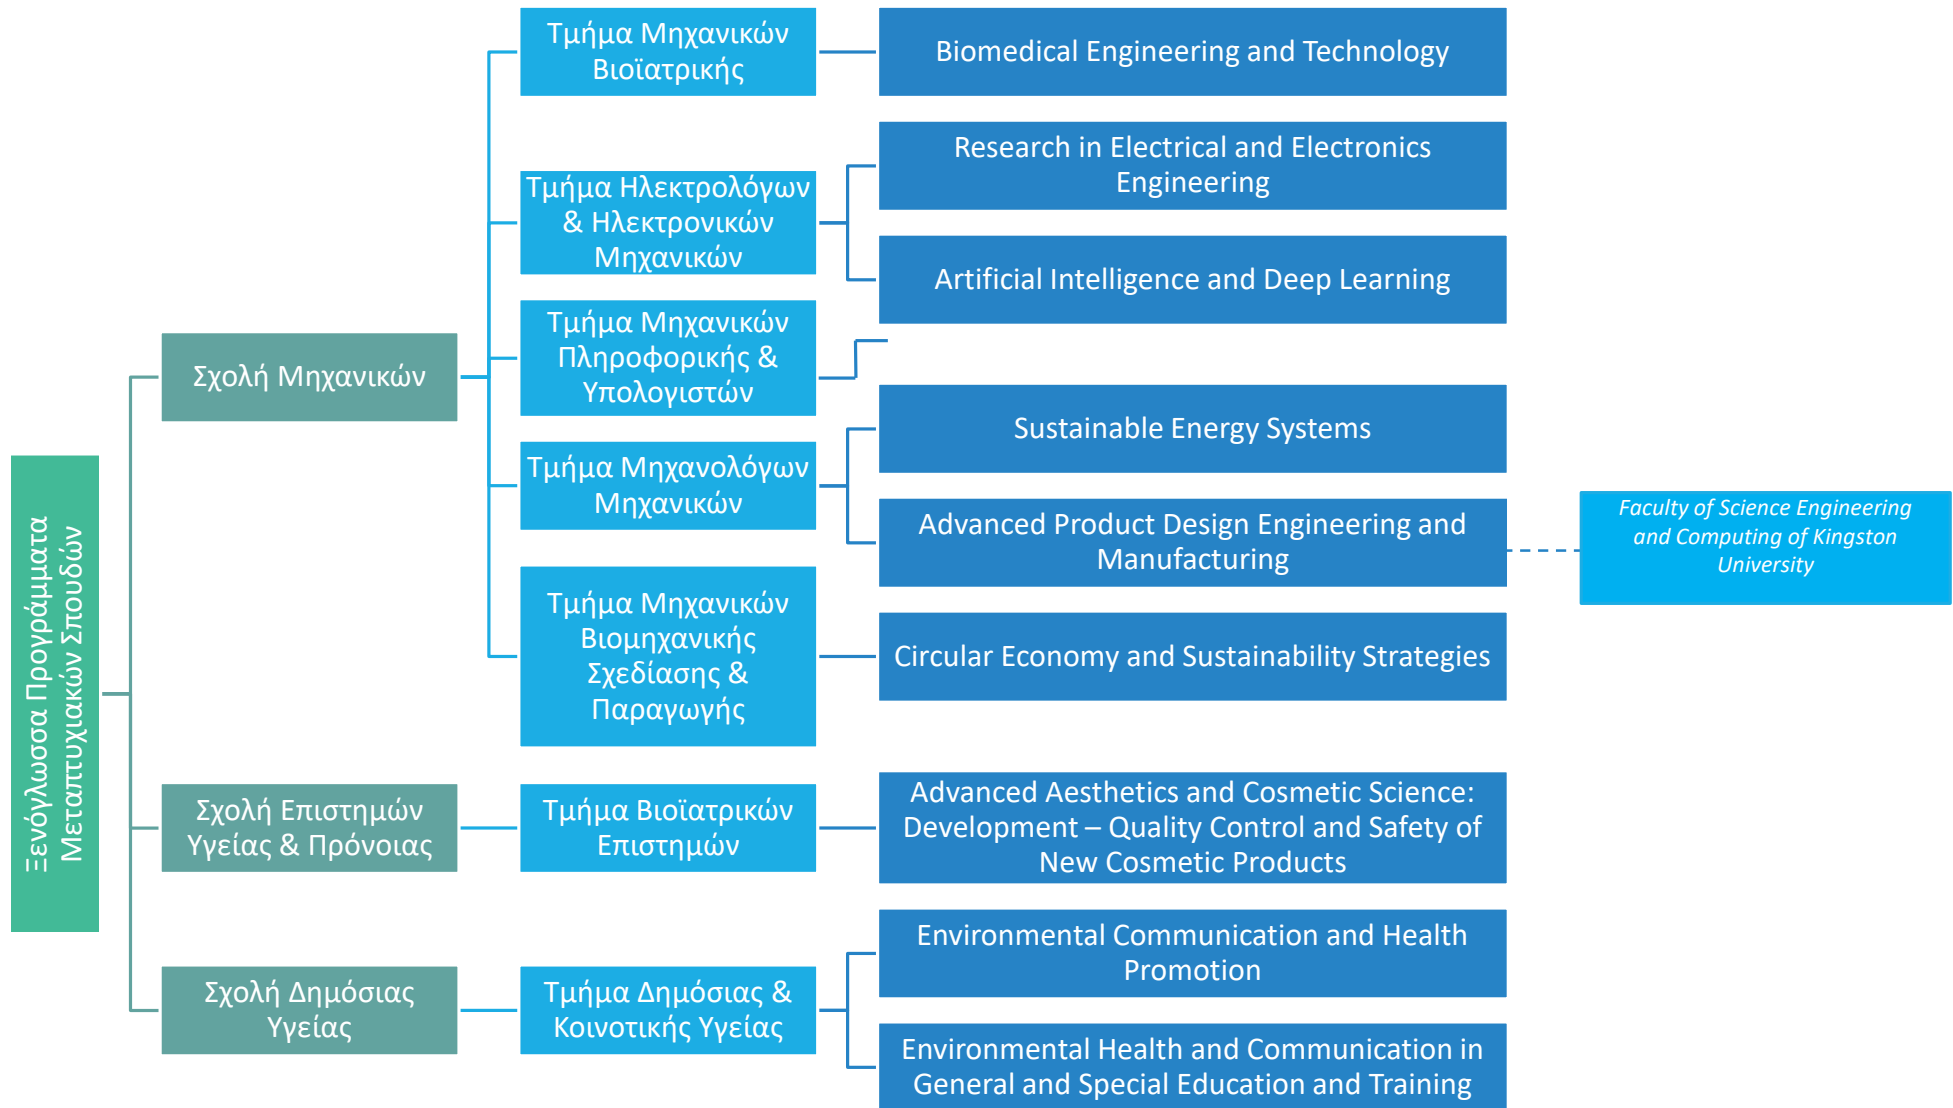 Ξενόγλωσσα Προγράμματα
Μεταπτυχιακών Σπουδών
Σχολή Μηχανικών
Τμήμα Μηχανικών
Βιοϊατρικής
Biomedical Engineering and Technology
Τμήμα Ηλεκτρολόγων
& Ηλεκτρονικών
Μηχανικών
Research in Electrical and Electronics
Engineering
Artificial Intelligence and Deep Learning
Τμήμα Μηχανικών
Πληροφορικής &
Υπολογιστών
Τμήμα Μηχανολόγων
Μηχανικών
Sustainable Energy Systems
Advanced Product Design Engineering and
Manufacturing
Faculty of Science Engineering
and Computing of Kingston
University
Τμήμα Μηχανικών
Βιομηχανικής
Σχεδίασης &
Παραγωγής
Circular Economy and Sustainability Strategies
Σχολή Επιστημών
Υγείας & Πρόνοιας
Τμήμα Βιοϊατρικών
Επιστημών
Advanced Aesthetics and Cosmetic Science:
Development – Quality Control and Safety of
New Cosmetic Products
Σχολή Δημόσιας
Υγείας
Τμήμα Δημόσιας &
Κοινοτικής Υγείας
Environmental Communication and Health
Promotion
Environmental Health and Communication in
General and Special Education and Training